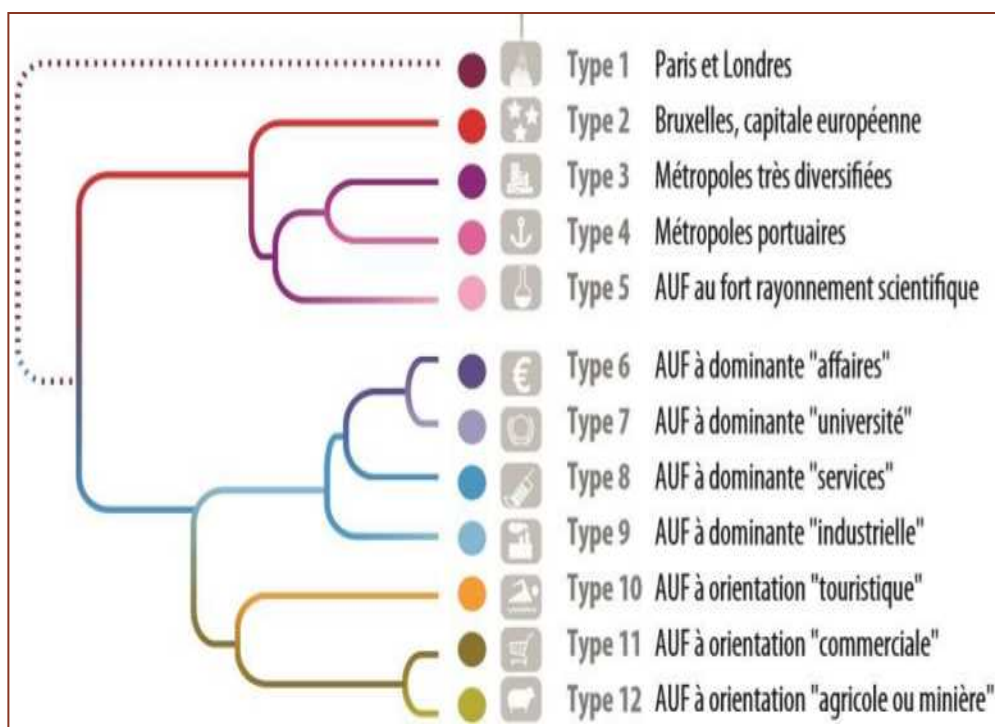 Type 1 Paris et Londres
Type 2 Bruxelles, capitale européenne
Type 3 Métropoles très diversifiées
Type 4 Métropoles portuaires
Type 5 AUF au fort rayonnement scientifique
Type 6 AUF à dominante "affaires"
Type 7 AUF à dominante "université"
Type 8 AUF à dominante "services"
Type 9 AUF à dominante "industrielle"
Type 10 AUF à orientation "touristique"
Type 11 AUF à orientation "commerciale"
Type 12 AUF à orientation "agricole ou minière"